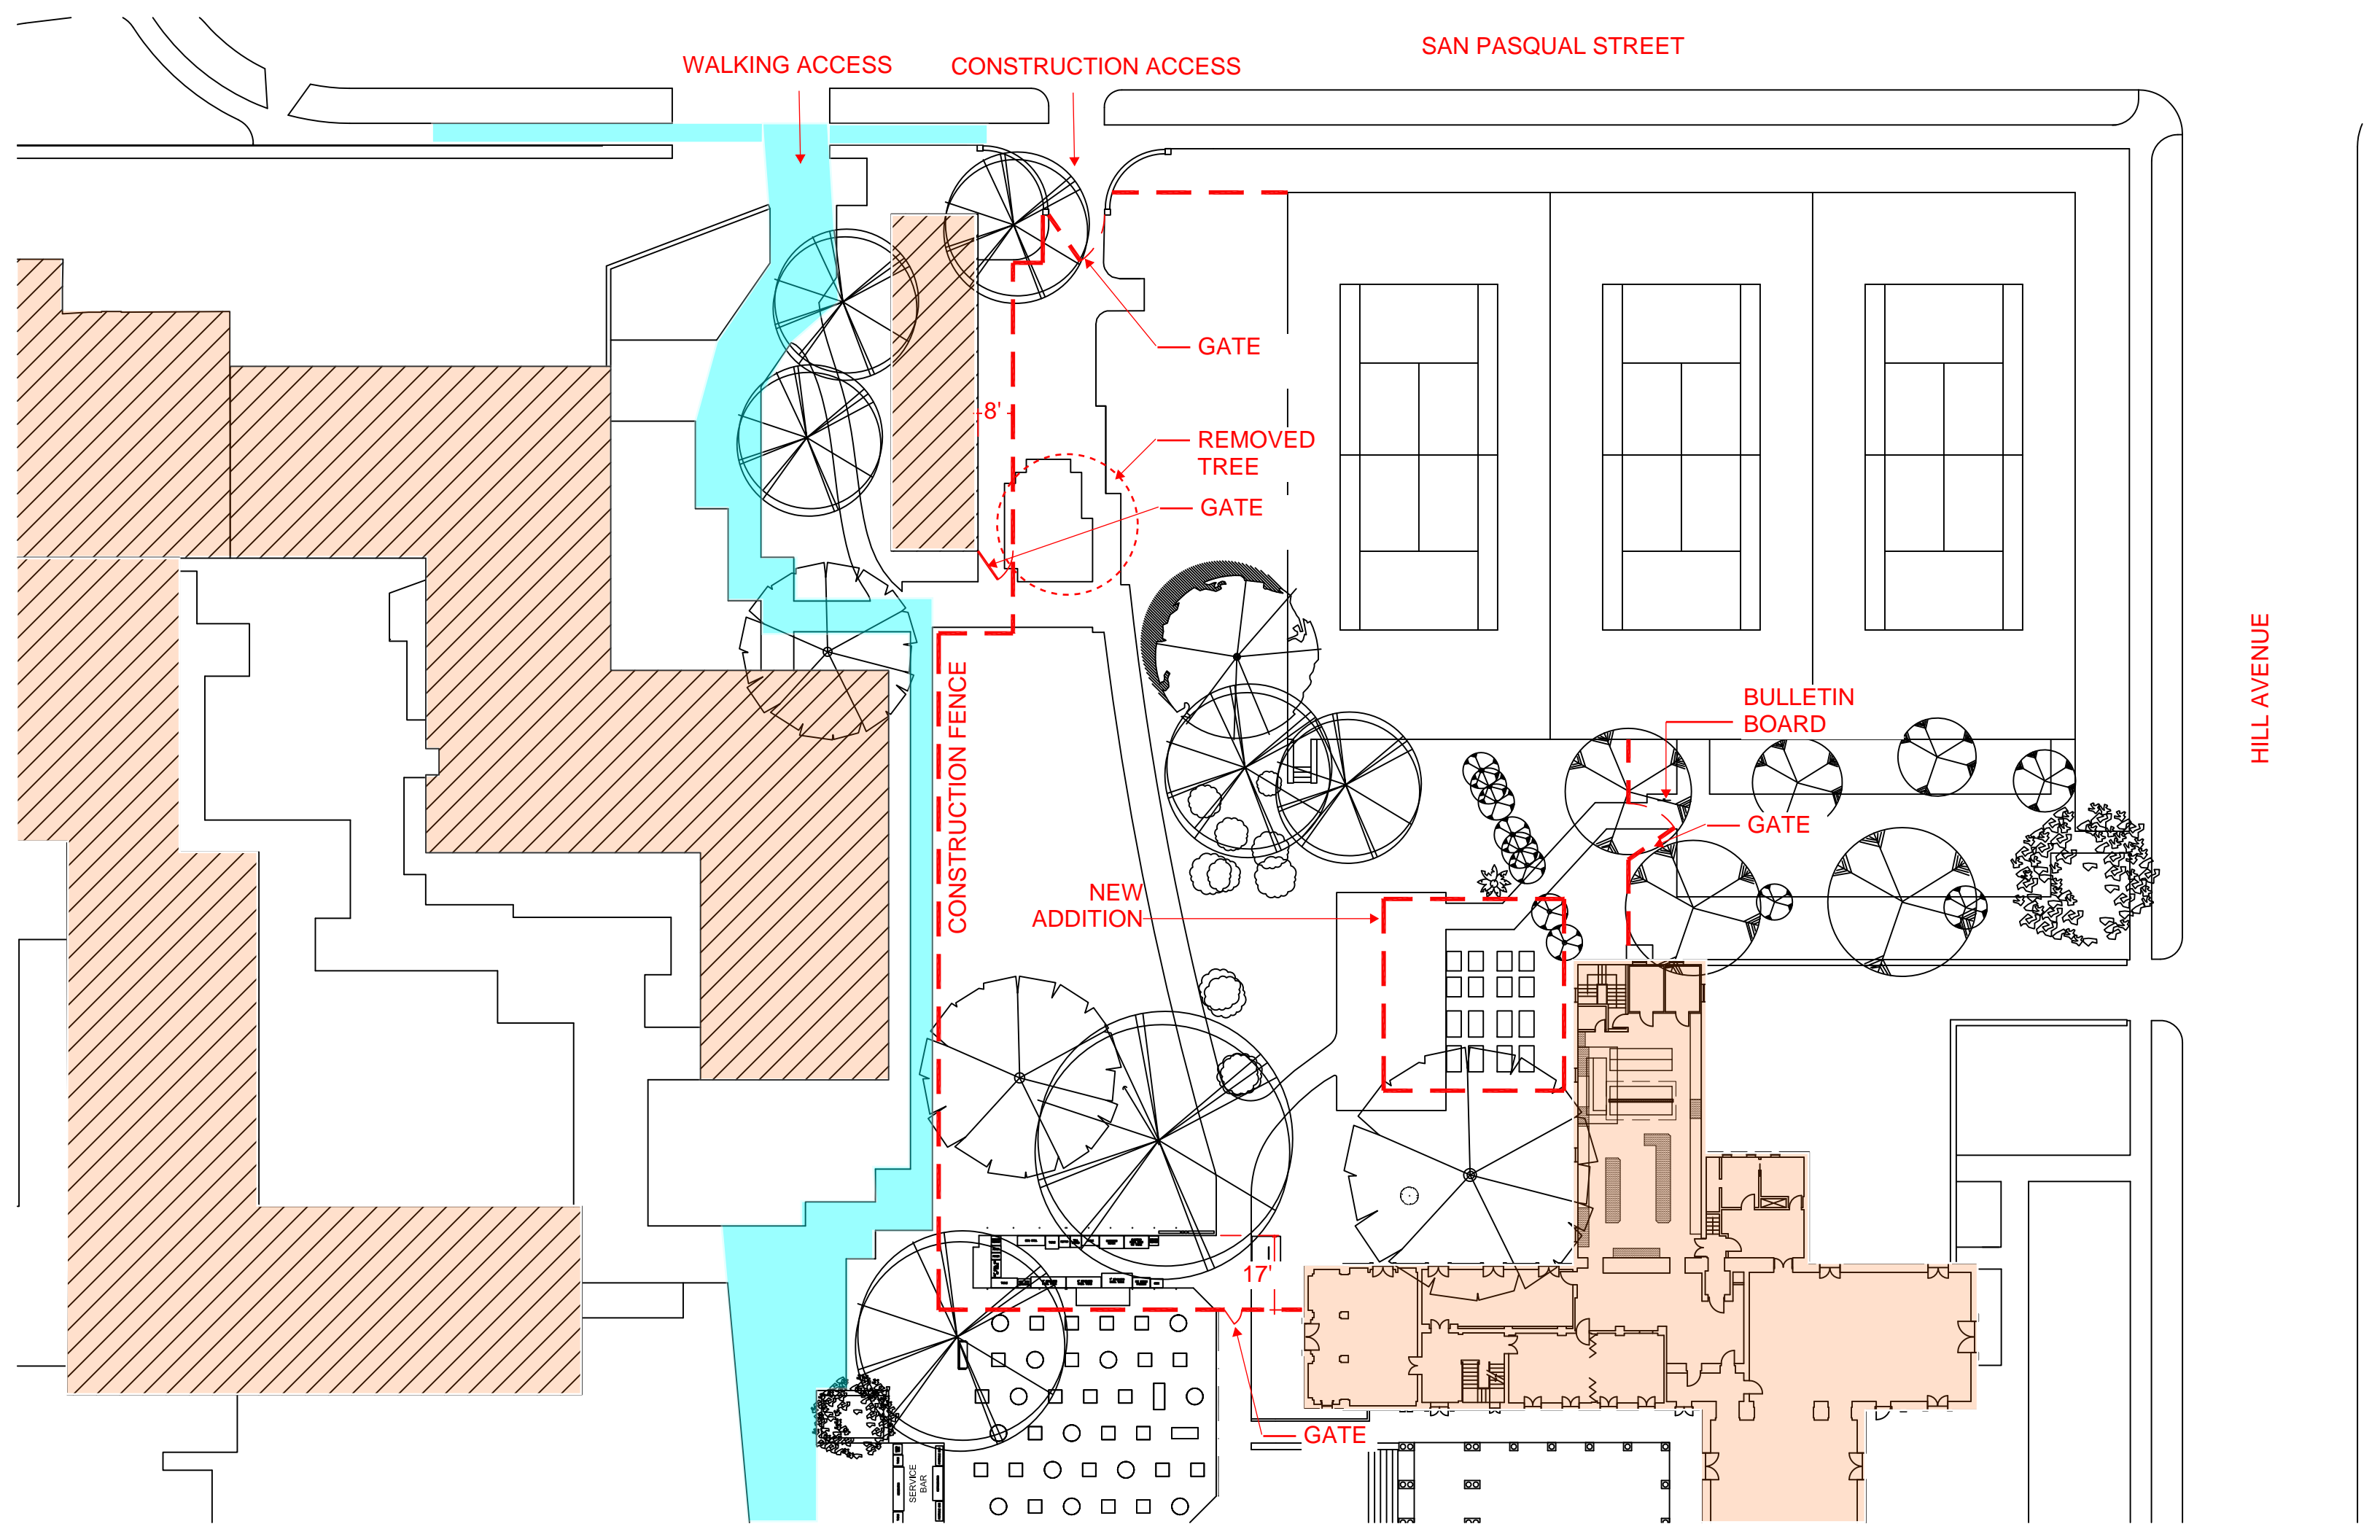 SAN PASQUAL STREET
WALKING ACCESS
CONSTRUCTION ACCESS
GATE
8'
REMOVED
TREE
GATE
HILL AVENUE
CONSTRUCTION FENCE
BULLETIN
BOARD
GATE
NEW
ADDITION
17'
GATE
SERVICE
BAR